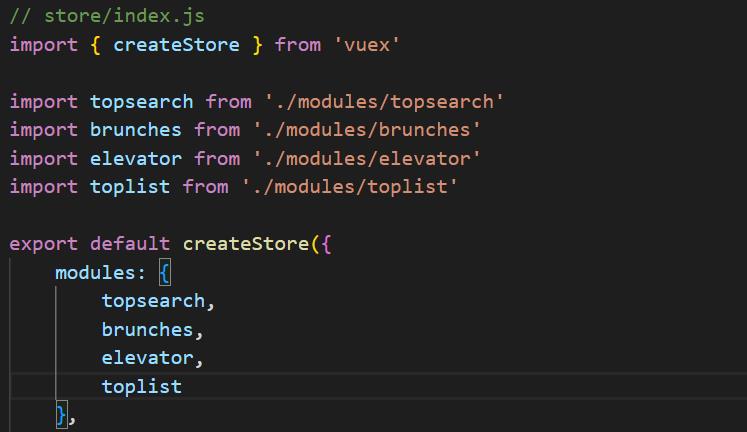 // store/index.js
import { createStore } from 'vuex'
import topsearch from './modules/topsearch'
import brunches from './modules/brunches'
import elevator from './modules/elevator'
import toplist from './modules/toplist'
export default createStore({
modules: {
topsearch,
brunches,
elevator,
toplist
},